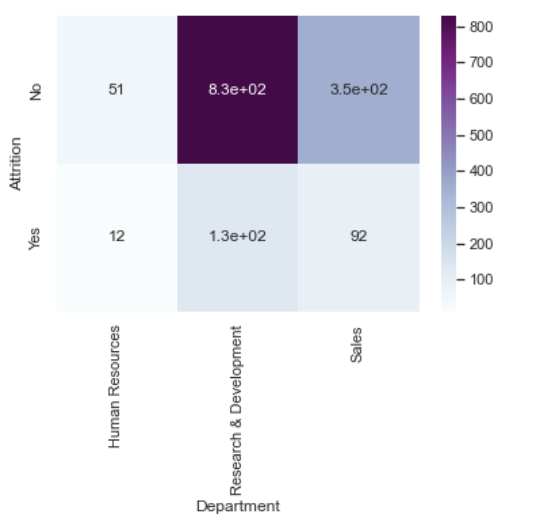 No
51
8.3e+02
3.5e+02
Yes
12
1.3e+02
92
Attrition
Human Resources
Research & Development
Sales
Department
800
700
600
500
400
300
200
100